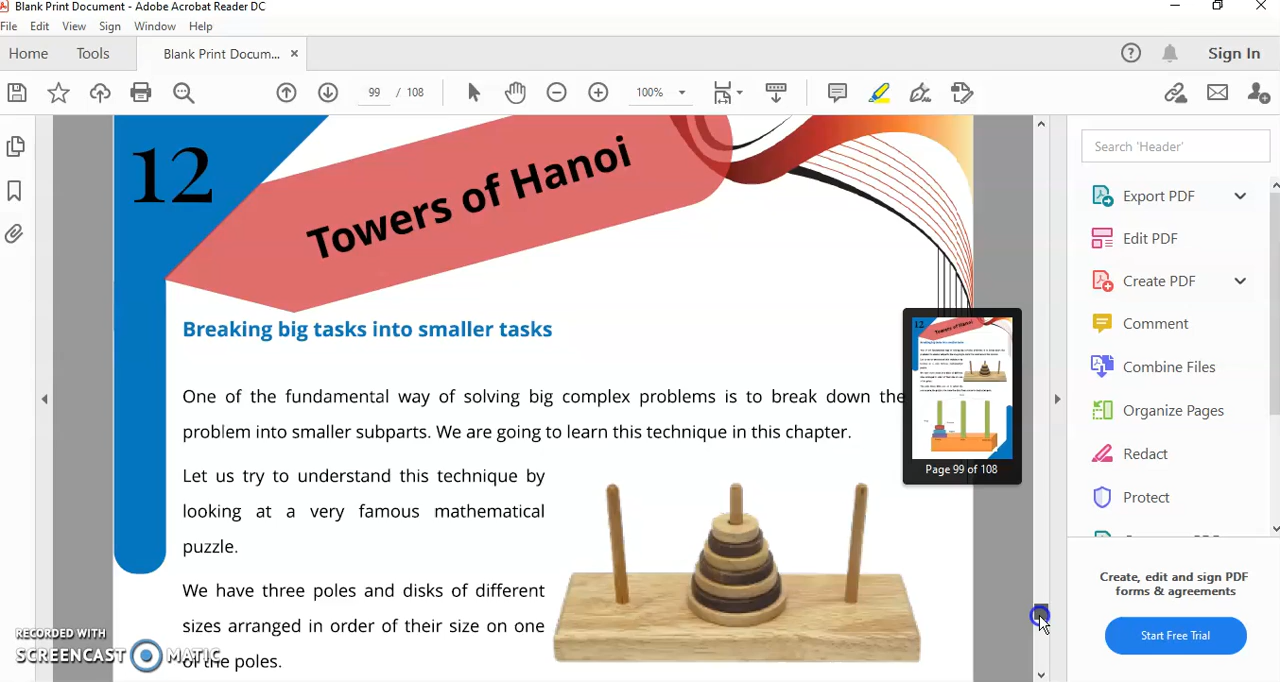 Blank Print Document - Adobe Acrobat Reader DC
File Edit View Sign Window Help
Home Tools Blank Print Docum... ×
Sign In
99 / 108 100%
12
Towers of Hanoi
Breaking big tasks into smaller tasks
One of the fundemental way of solving big complex problems is to break down the
problem into smaller subparts. We are going to learn this technique in this chapter.
Let us try to understand this technique by
looking at a very famous mathematical
puzzle.
We have three poles and disks of different
sizes arranged in order of their size on one
of the poles.
12
Towers of Hanoi
Page 99 of 108
Search 'Header'
Export PDF
Edit PDF
Create PDF
Comment
Combine Files
Organize Pages
Redact
Protect
Create, edit and sign PDF
forms & agreements
Start Free Trial
RECORDED WITH
SCREENCAST MATIC